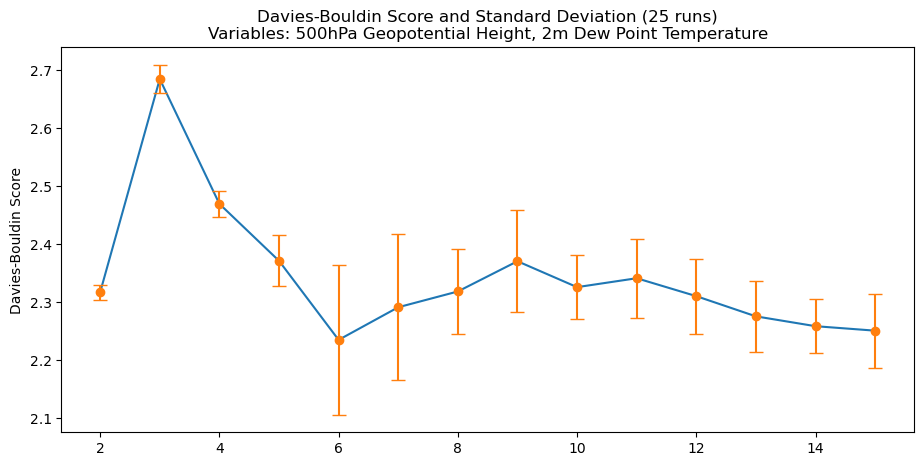 Davies-Bouldin Score and Standard Deviation (25 runs)
Variables: 500hPa Geopotential Height, 2m Dew Point Temperature
Davies-Bouldin Score
2.7
2.6
2.5
2.4
2.3
2.2
2.1
2 4 6 8 10 12 14